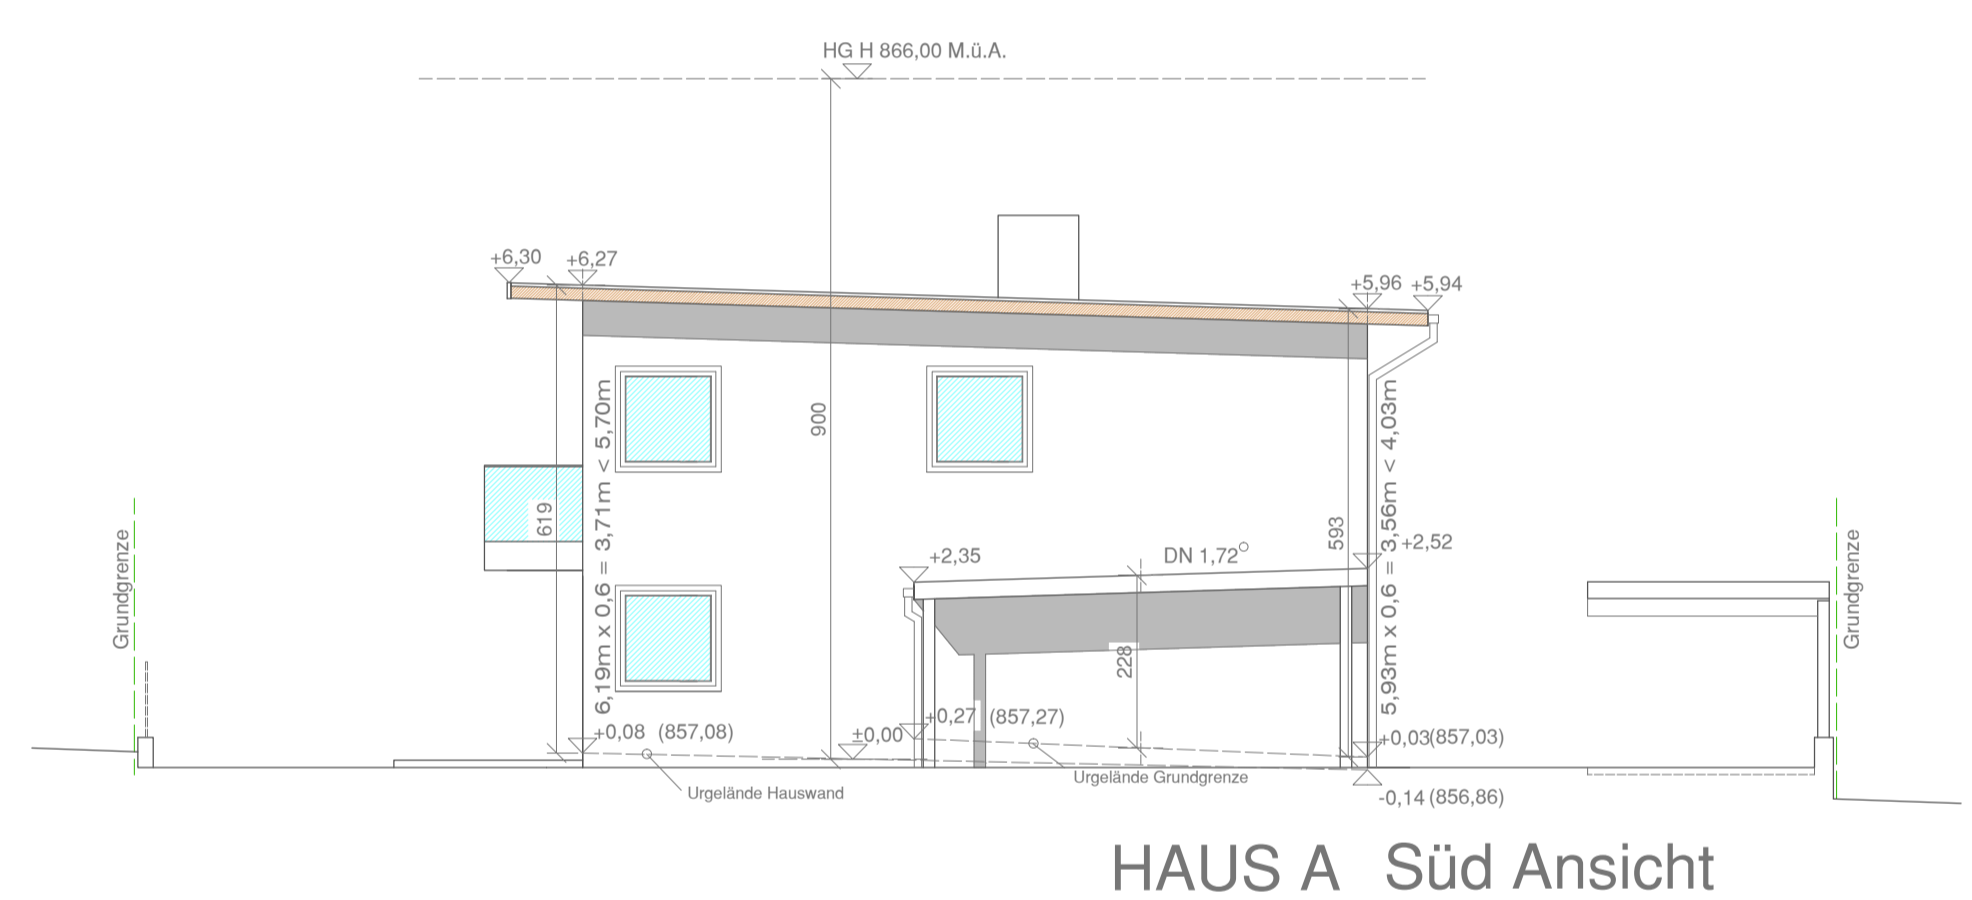 HG H 866,00 M.ü.A.
+6,30
+6,27
+5,96
+5,94
900
619
6,19m x 0,6 = 3,71m < 5,70m
593
5,93m x 0,6 = 3,56m < 4,03m
+2,52
+2,35
DN 1,72°
228
Grundgrenze
Grundgrenze
+0,08 (857,08)
±0,00
+0,27 (857,27)
+0,03(857,03)
Urgelände Hauswand
Urgelände Grundgrenze
-0,14 (856,86)
HAUS A Süd Ansicht